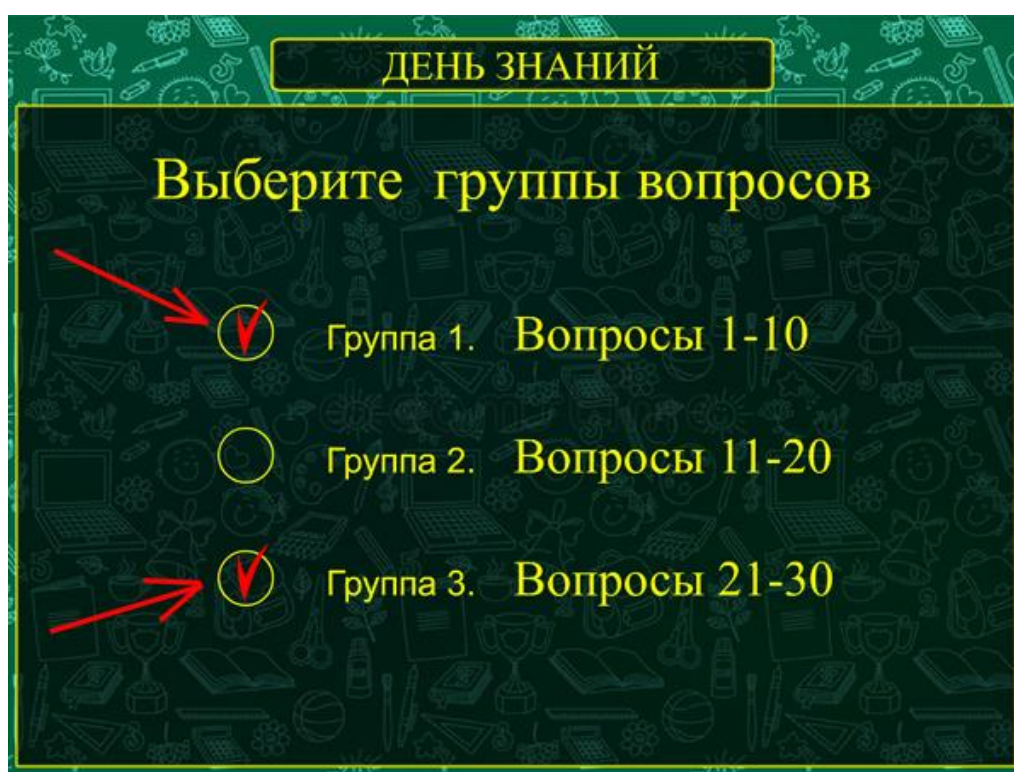 ДЕНЬ ЗНАНИЙ
Выберите группы вопросов
Группа 1. Вопросы 1-10
Группа 2. Вопросы 11-20
Группа 3. Вопросы 21-30